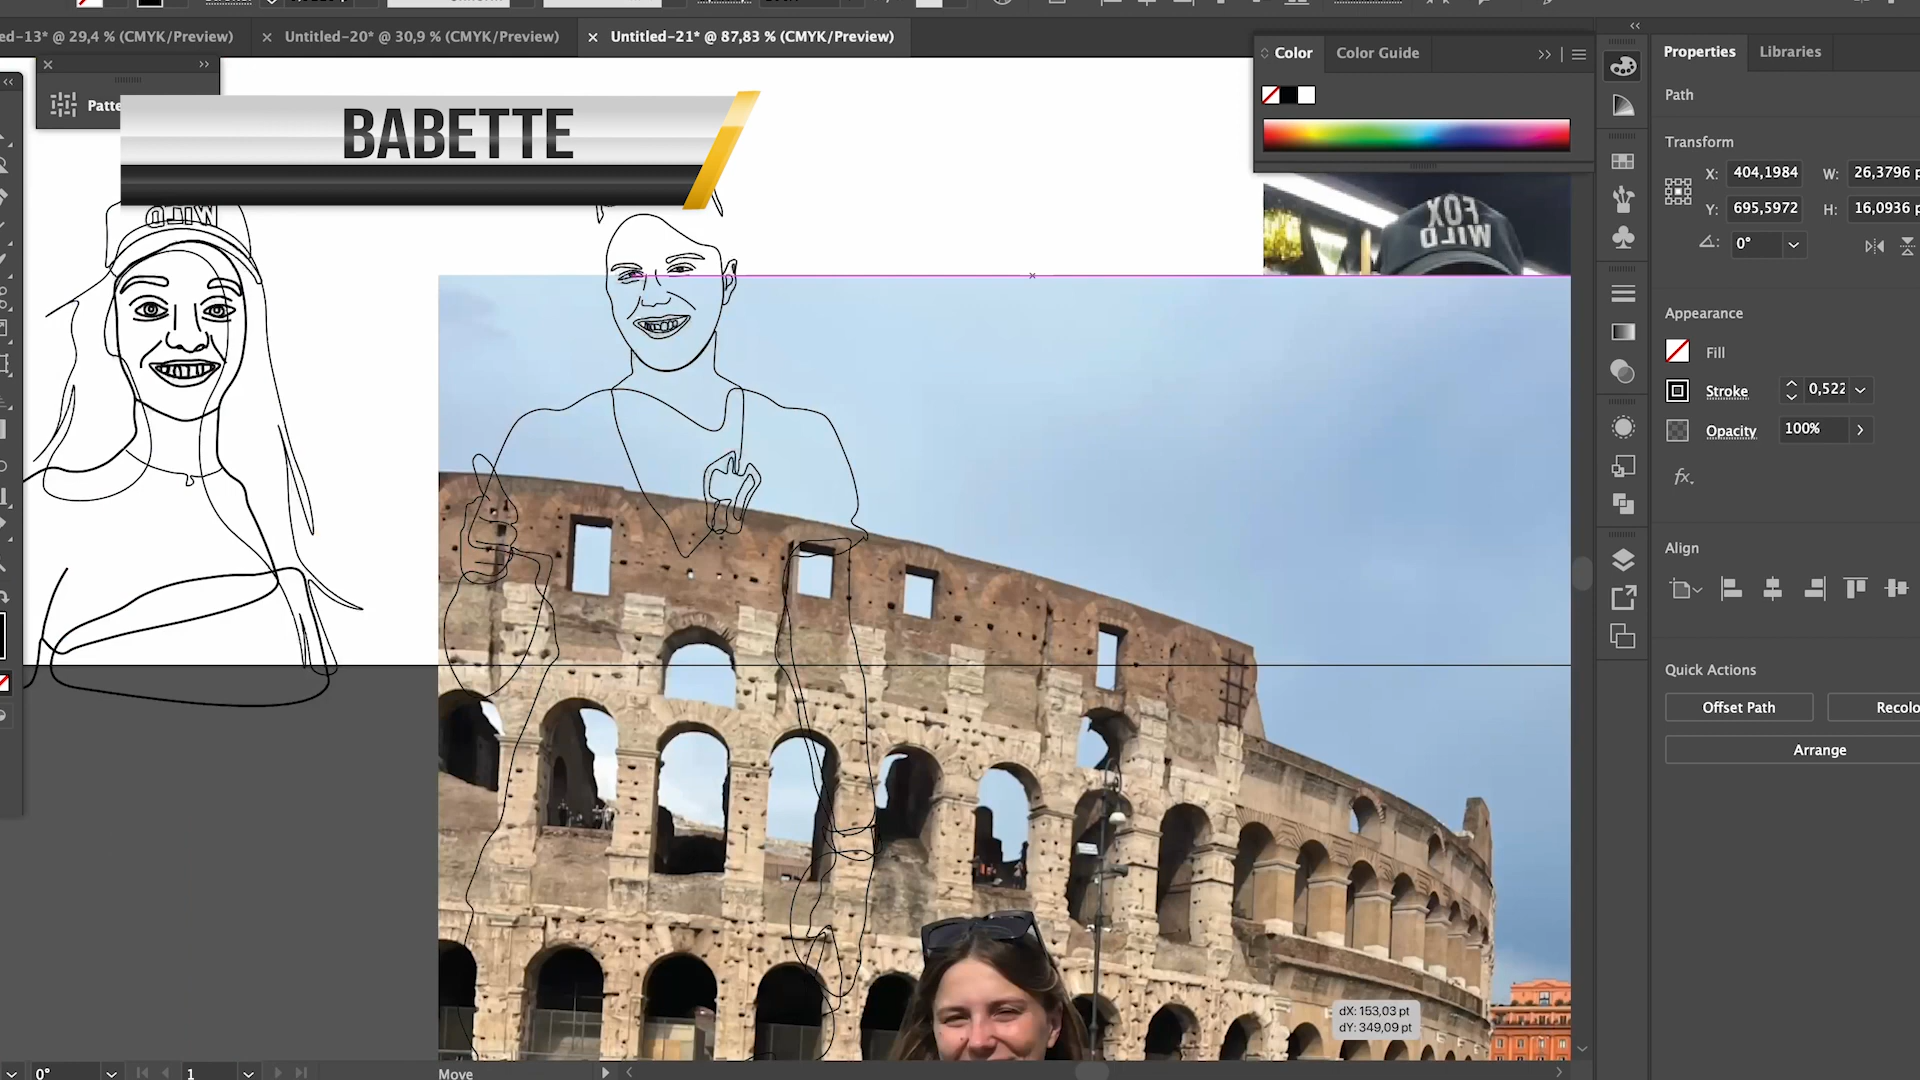 ed-13* @ 29,4 % (CMYK/Preview)
Untitled-20* @ 30,9 % (CMYK/Preview)
Untitled-21* @ 87,83 % (CMYK/Preview)
Patte
BABETTE
WILD
FOX
WILD
Color
Color Guide
Properties
Libraries
Path
Transform
X: 404,1984
W: 26,3796 p
Y: 695,5972
H: 16,0936 p
0°
Appearance
Fill
Stroke
0,522
Opacity
100%
fx.
Align
Quick Actions
Offset Path
Recolo
Arrange
dX: 153,03 pt
dY: 349,09 pt
0°
1
Move